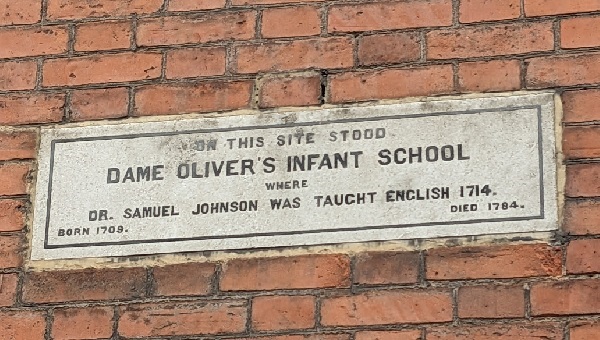 ON THIS SITE STOOD
DAME OLIVER'S INFANT SCHOOL
WHERE
DR. SAMUEL JOHNSON WAS TAUGHT ENGLISH 1714.
BORN 1709. DIED 1784.